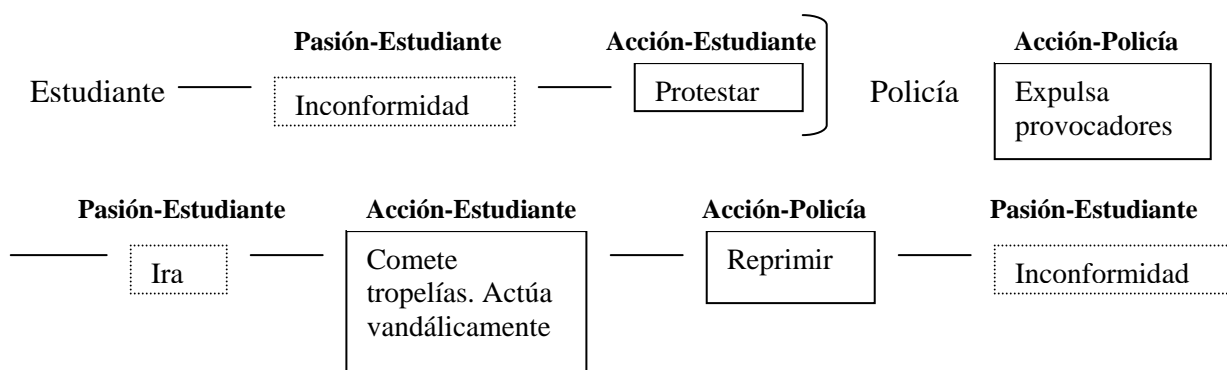 Pasión-Estudiante
Acción-Estudiante
Acción-Policía
Estudiante
Inconformidad
Protestar
Policía
Expulsa
provocadores
Pasión-Estudiante
Acción-Estudiante
Acción-Policía
Pasión-Estudiante
Ira
Comete
tropelías. Actúa
vandálicamente
Reprimir
Inconformidad